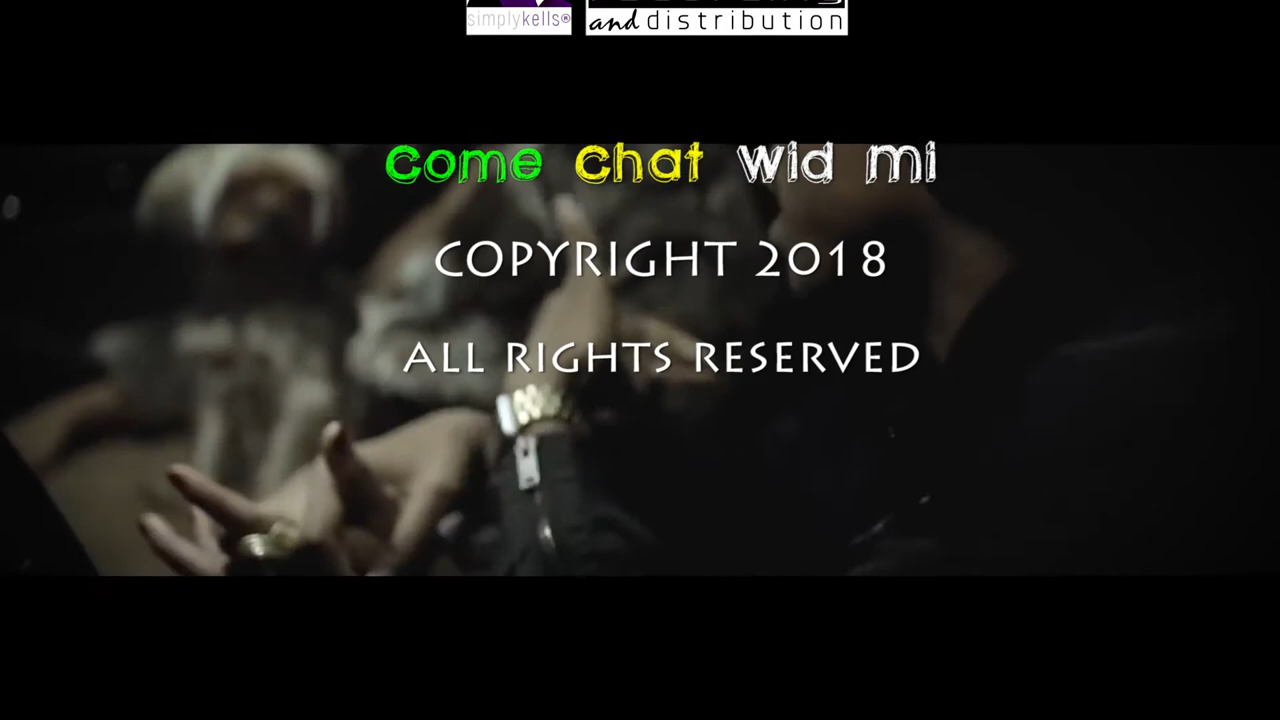 simplykells®
and distribution
come chat wid mi
COPYRIGHT 2018
ALL RIGHTS RESERVED